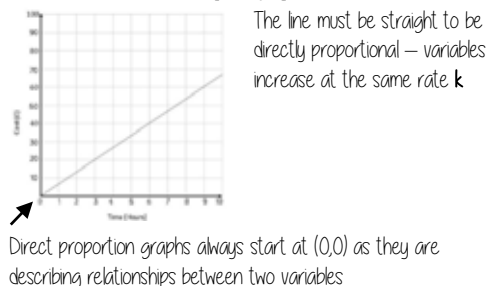 The line must be straight to be
directly proportional – variables
increase at the same rate k
100
90
80
70
60
50
40
30
20
10
0 1 2 3 4 5 6 7 8 9 10
Time (Hours)
Direct proportion graphs always start at (0,0) as they are
describing relationships between two variables